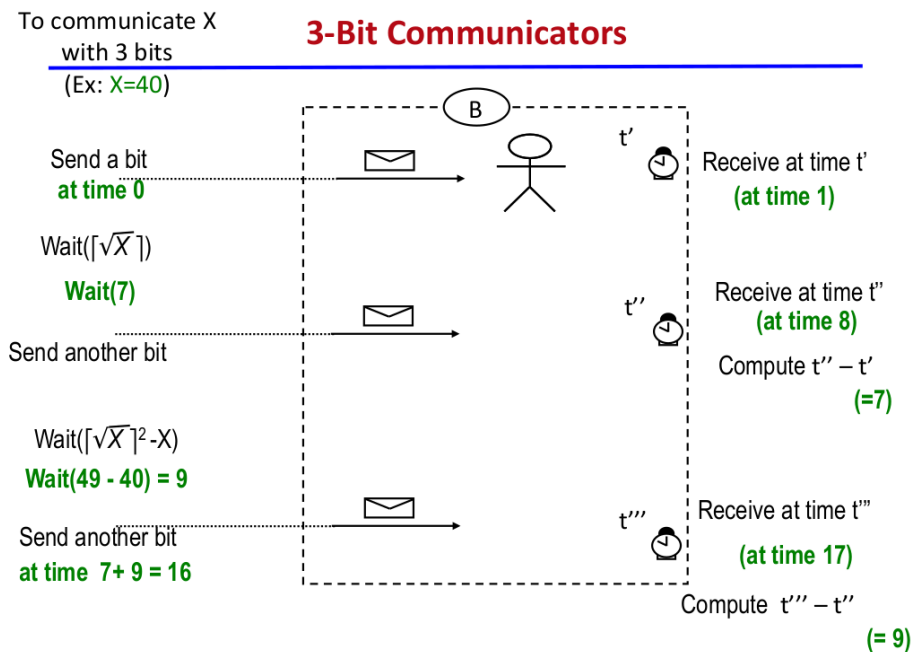 To communicate X
with 3 bits
(Ex: X=40)
3-Bit Communicators
B
Send a bit
at time 0
t'
Receive at time t'
(at time 1)
Wait(⌈√X⌉)
Wait(7)
Send another bit
t''
Receive at time t''
(at time 8)
Compute t'' – t'
(=7)
Wait(⌈√X⌉²-X)
Wait(49 - 40) = 9
Send another bit
at time 7+ 9 = 16
t'''
Receive at time t'''
(at time 17)
Compute t''' – t''
(= 9)